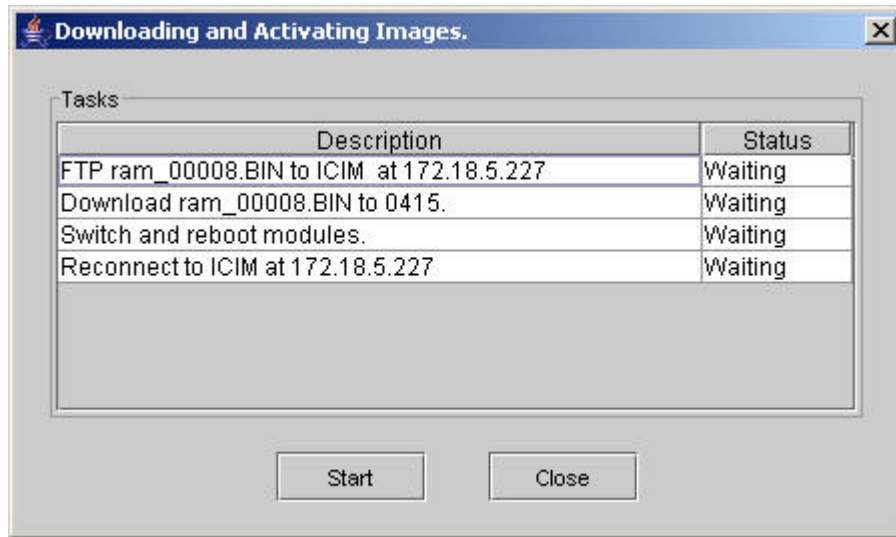 Downloading and Activating Images.
Tasks
Description Status
FTP ram_00008.BIN to ICIM  at 172.18.5.227 Waiting
Download ram_00008.BIN to 0415. Waiting
Switch and reboot modules. Waiting
Reconnect to ICIM at 172.18.5.227 Waiting
Start Close